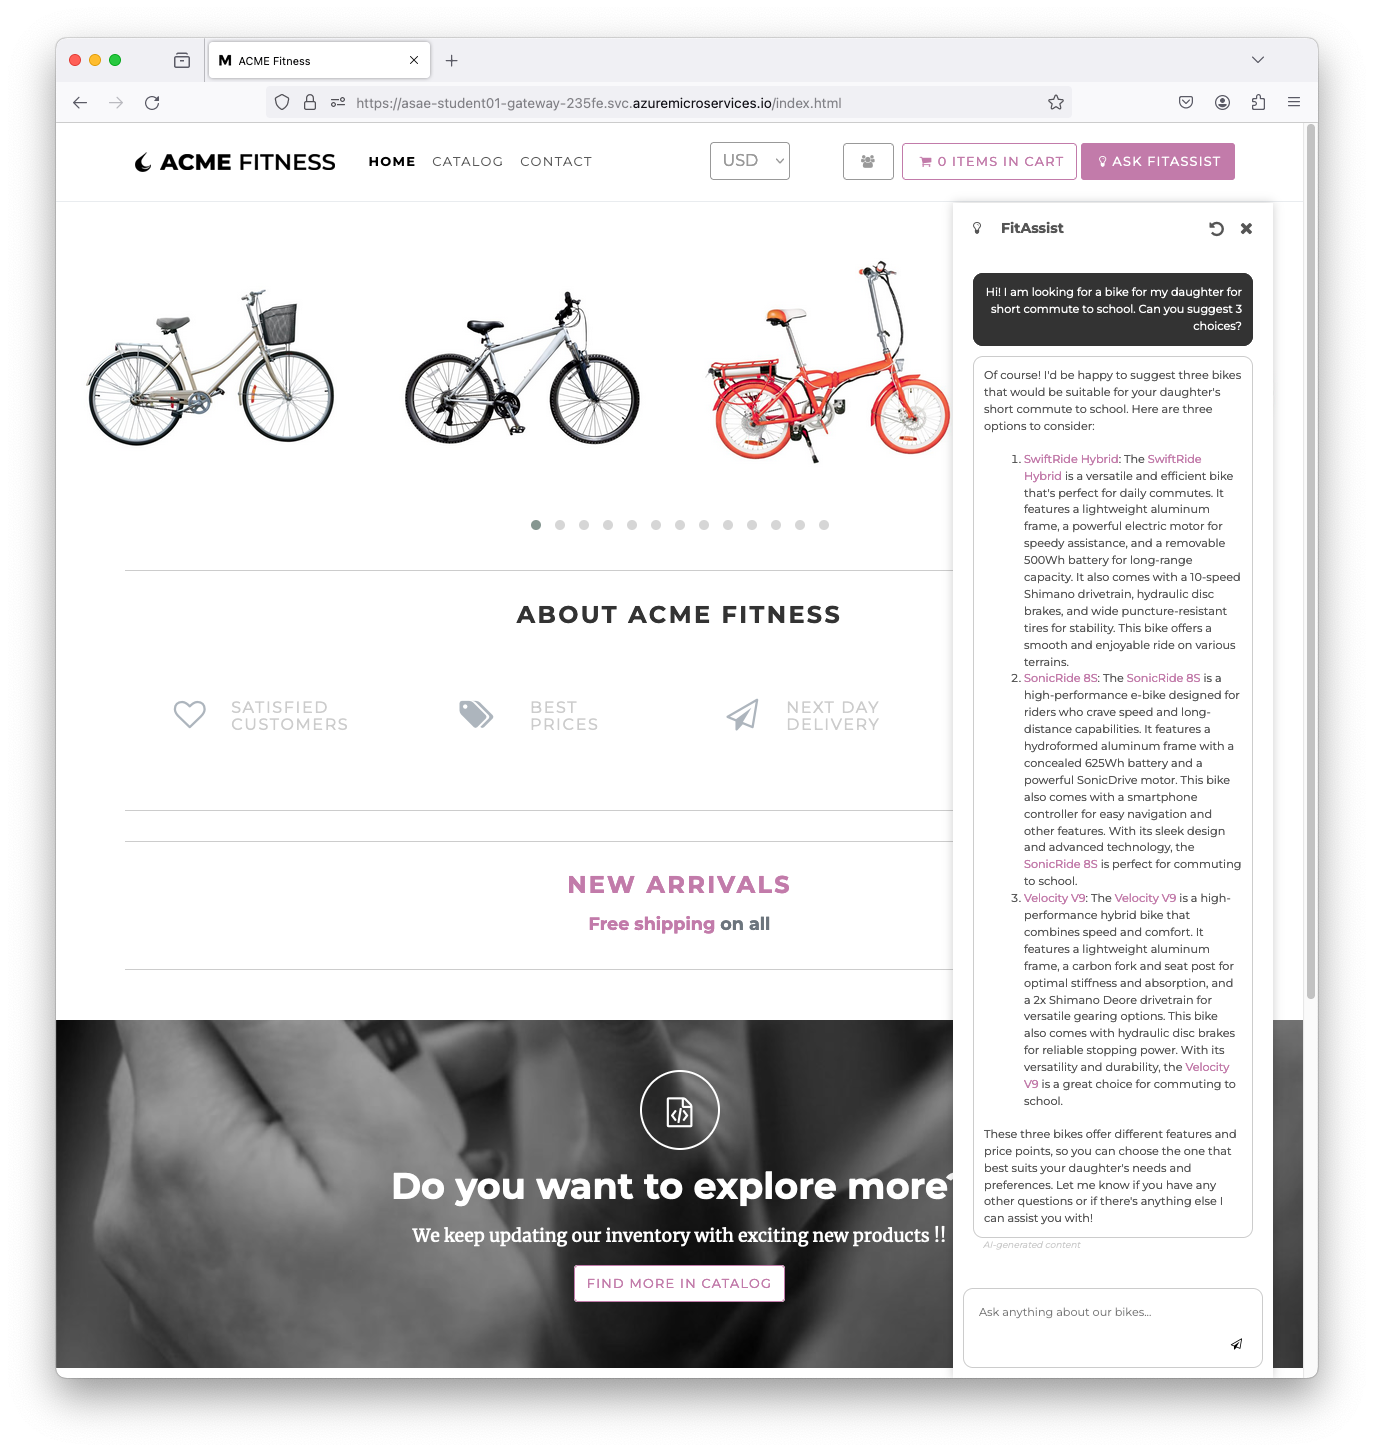 M ACME Fitness
https://asae-student01-gateway-235fe.svc.azuremicroservices.io/index.html
ACME FITNESS
HOME
CATALOG
CONTACT
USD
0 ITEMS IN CART
ASK FITASSIST
FitAssist
Hi! I am looking for a bike for my daughter for
short commute to school. Can you suggest 3
choices?
Of course! I'd be happy to suggest three bikes
that would be suitable for your daughter's
short commute to school. Here are three
options to consider:
1. SwiftRide Hybrid: The SwiftRide
Hybrid is a versatile and efficient bike
that's perfect for daily commutes. It
features a lightweight aluminum
frame, a powerful electric motor for
speedy assistance, and a removable
500Wh battery for long-range
capacity. It also comes with a 10-speed
Shimano drivetrain, hydraulic disc
brakes, and wide puncture-resistant
tires for stability. This bike offers a
smooth and enjoyable ride on various
terrains.
2. SonicRide 8S: The SonicRide 8S is a
high-performance e-bike designed for
riders who crave speed and long-
distance capabilities. It features a
hydroformed aluminum frame with a
concealed 625Wh battery and a
powerful SonicDrive motor. This bike
also comes with a smartphone
controller for easy navigation and
other features. With its sleek design
and advanced technology, the
SonicRide 8S is perfect for commuting
to school.
3. Velocity V9: The Velocity V9 is a high-
performance hybrid bike that
combines speed and comfort. It
features a lightweight aluminum
frame, a carbon fork and seat post for
optimal stiffness and absorption, and
a 2x Shimano Deore drivetrain for
versatile gearing options. This bike
also comes with hydraulic disc brakes
for reliable stopping power. With its
versatility and durability, the Velocity
V9 is a great choice for commuting to
school.
These three bikes offer different features and
price points, so you can choose the one that
best suits your daughter's needs and
preferences. Let me know if you have any
other questions or if there's anything else I
can assist you with!
AI-generated content
Ask anything about our bikes...
ABOUT ACME FITNESS
SATISFIED
CUSTOMERS
BEST
PRICES
NEXT DAY
DELIVERY
NEW ARRIVALS
Free shipping on all
Do you want to explore more?
We keep updating our inventory with exciting new products !!
FIND MORE IN CATALOG